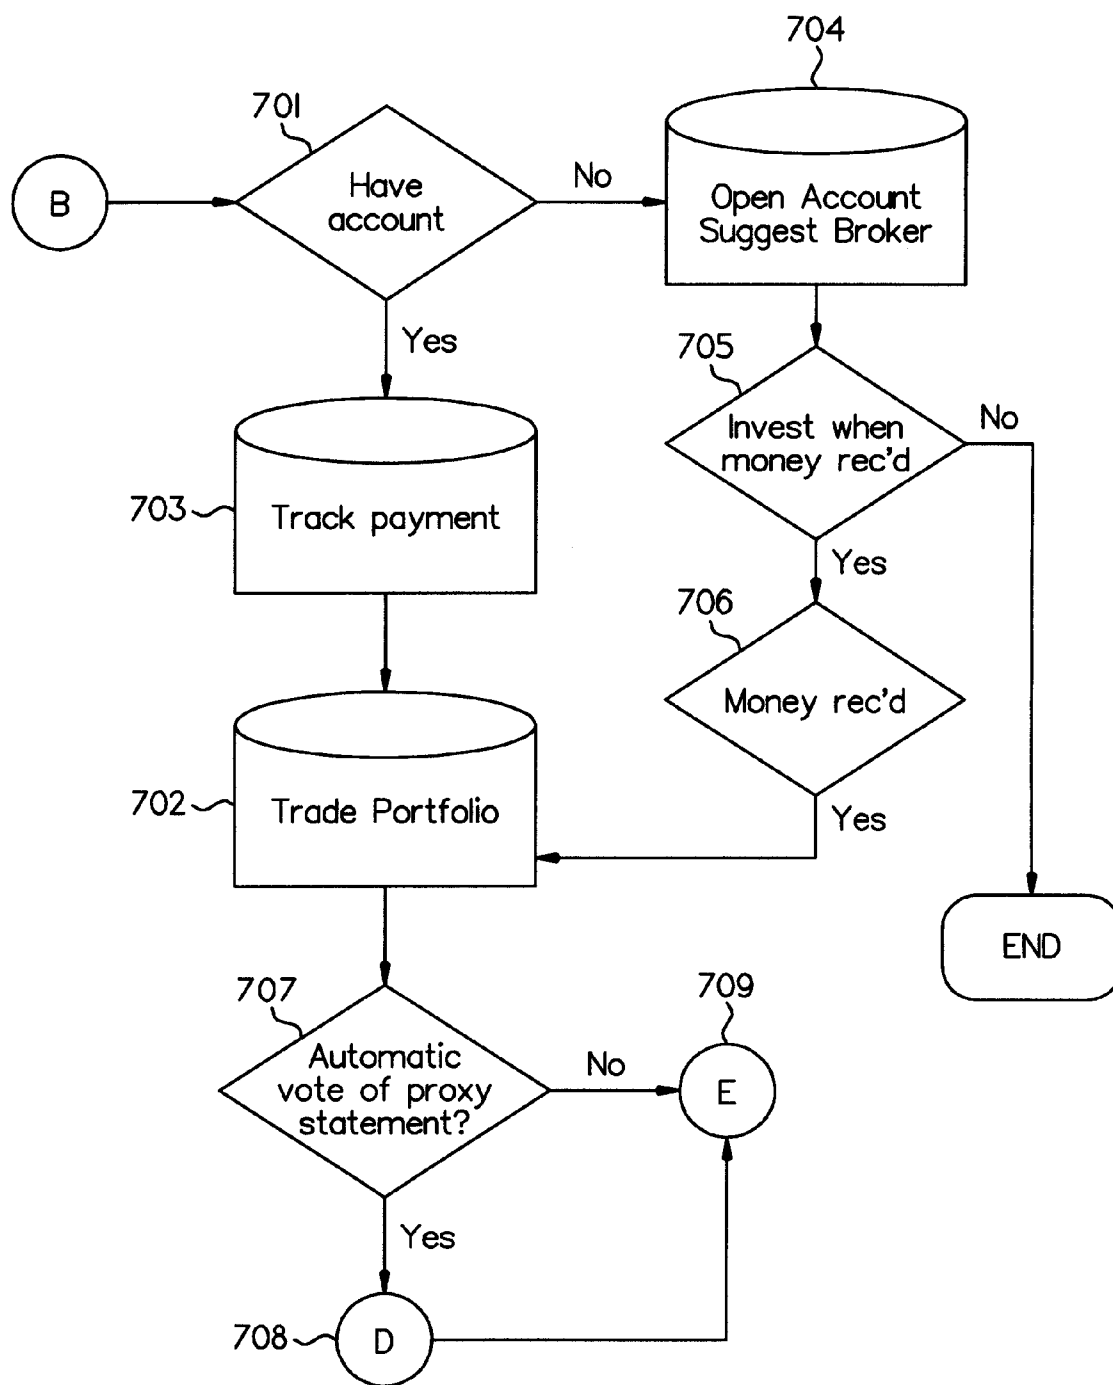 704
701
B
Have
account
No
Open Account
Suggest Broker
Yes
705
Invest when
money rec'd
No
703
Track payment
Yes
706
Money rec'd
702
Trade Portfolio
Yes
END
707
709
Automatic
vote of proxy
statement?
No
E
Yes
708
D